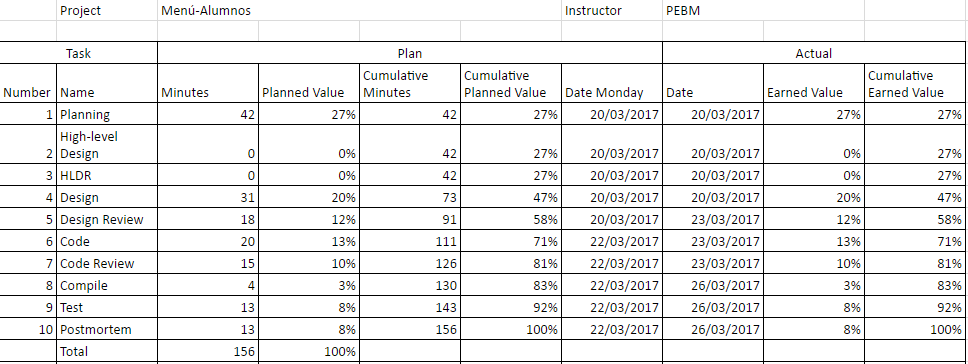 Project Menú-Alumnos Instructor PEBM
Task Plan Actual
Number Name Minutes Planned Value Cumulative Minutes Cumulative Planned Value Date Monday Date Earned Value Cumulative Earned Value
1 Planning 42 27% 42 27% 20/03/2017 20/03/2017 27% 27%
2 High-level Design 0 0% 42 27% 20/03/2017 20/03/2017 0% 27%
3 HLDR 0 0% 42 27% 20/03/2017 20/03/2017 0% 27%
4 Design 31 20% 73 47% 20/03/2017 20/03/2017 20% 47%
5 Design Review 18 12% 91 58% 20/03/2017 23/03/2017 12% 58%
6 Code 20 13% 111 71% 22/03/2017 23/03/2017 13% 71%
7 Code Review 15 10% 126 81% 22/03/2017 23/03/2017 10% 81%
8 Compile 4 3% 130 83% 22/03/2017 26/03/2017 3% 83%
9 Test 13 8% 143 92% 22/03/2017 26/03/2017 8% 92%
10 Postmortem 13 8% 156 100% 22/03/2017 26/03/2017 8% 100%
Total 156 100%